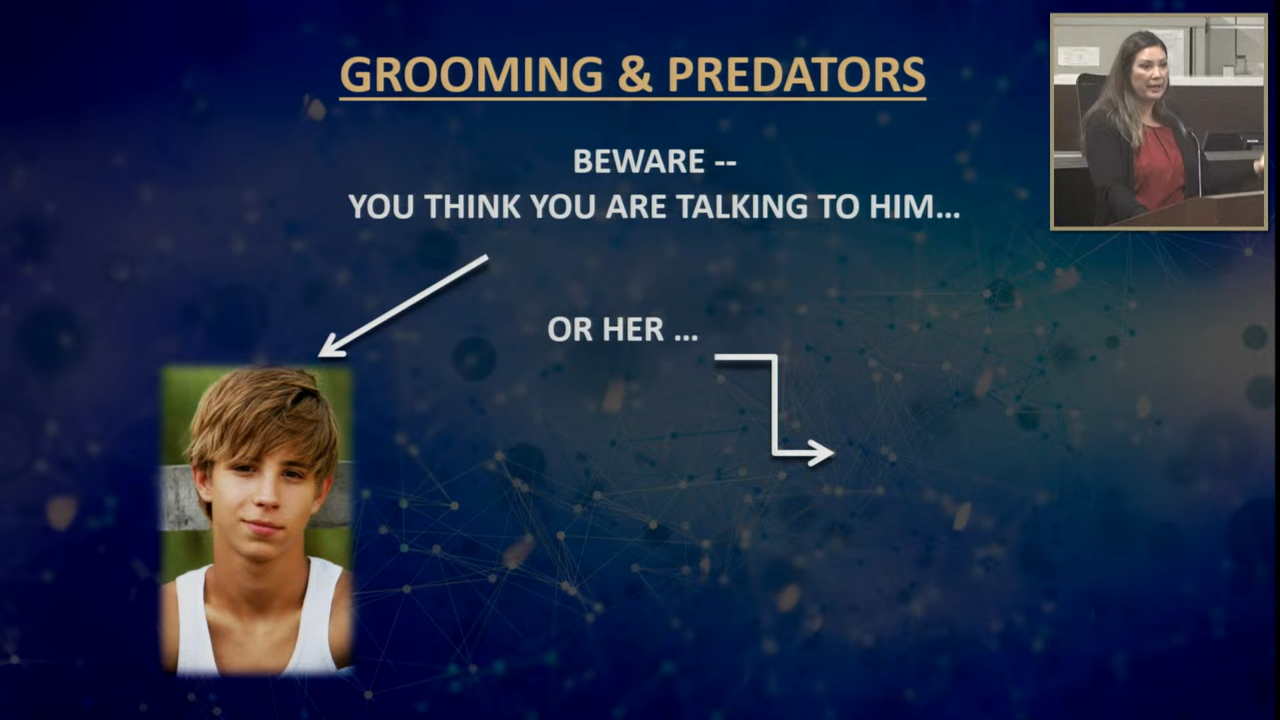 GROOMING & PREDATORS
BEWARE --
YOU THINK YOU ARE TALKING TO HIM...
OR HER ...